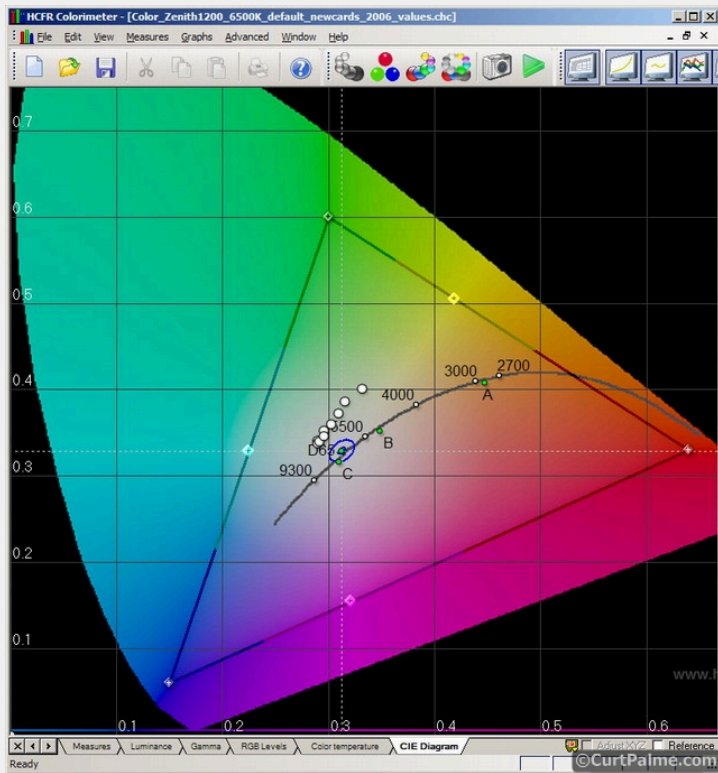 HCFR Colorimeter - [Color_Zenith1200_6500K_default_newcards_2006_values.chc]
File Edit View Measures Graphs Advanced Window Help
0.7
0.6
0.5
0.4
0.3
0.2
0.1
3000 2700
4000
A
5500
B
D65
9300
C
www.h
0.1 0.2 0.3 0.4 0.5 0.6
Measures Luminance Gamma RGB Levels Color temperature CIE Diagram Adjust XYZ Reference
Ready
©CurtPalme.com